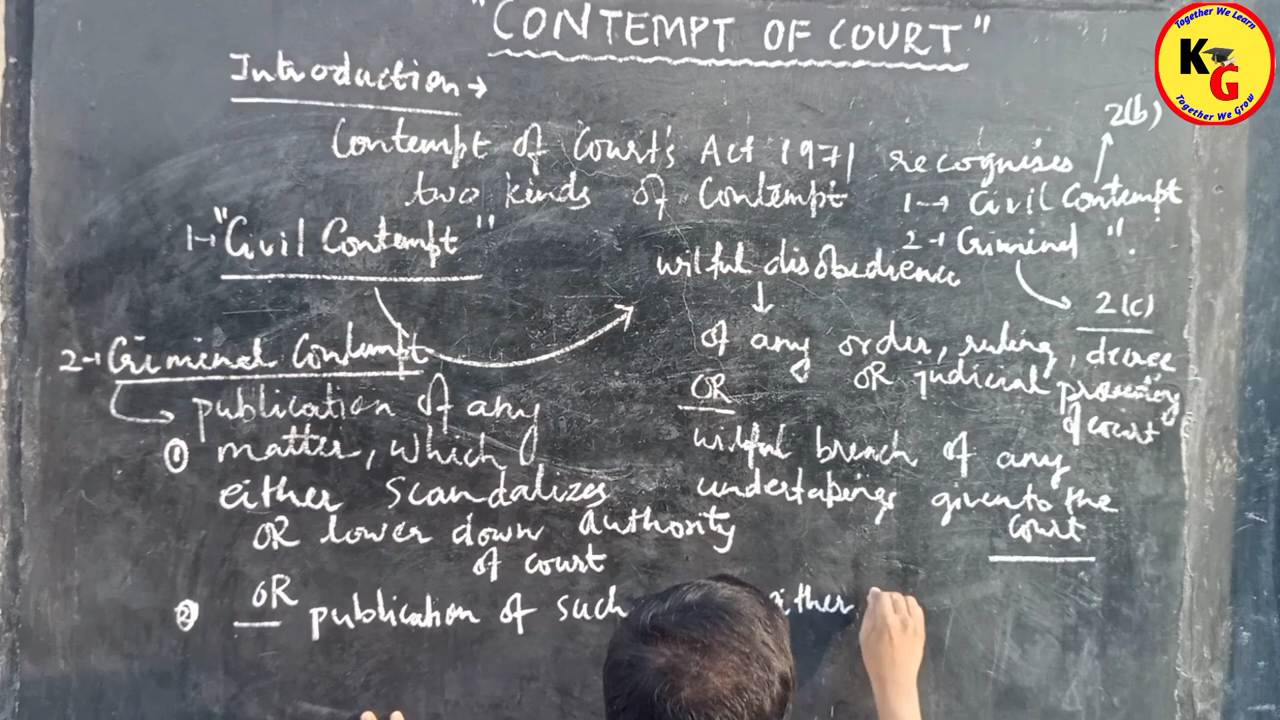 "CONTEMPT OF COURT"
Introduction →
Contempt of Court's Act 1971 recognises
two kinds of Contempt
1→ Civil Contempt
2(b)
2→ Criminal "
2(c)
1→ "Civil Contempt"
wilful disobedience
↓
of any order, ruling, decree
OR judicial proceeding
of court
OR
wilful breach of any
undertakings given to the
Court
2→ Criminal Contempt
publication of any
① matter, which
either scandalizes
OR lower down authority
of court
② OR publication of such
Together We Learn
KG
Together We Grow